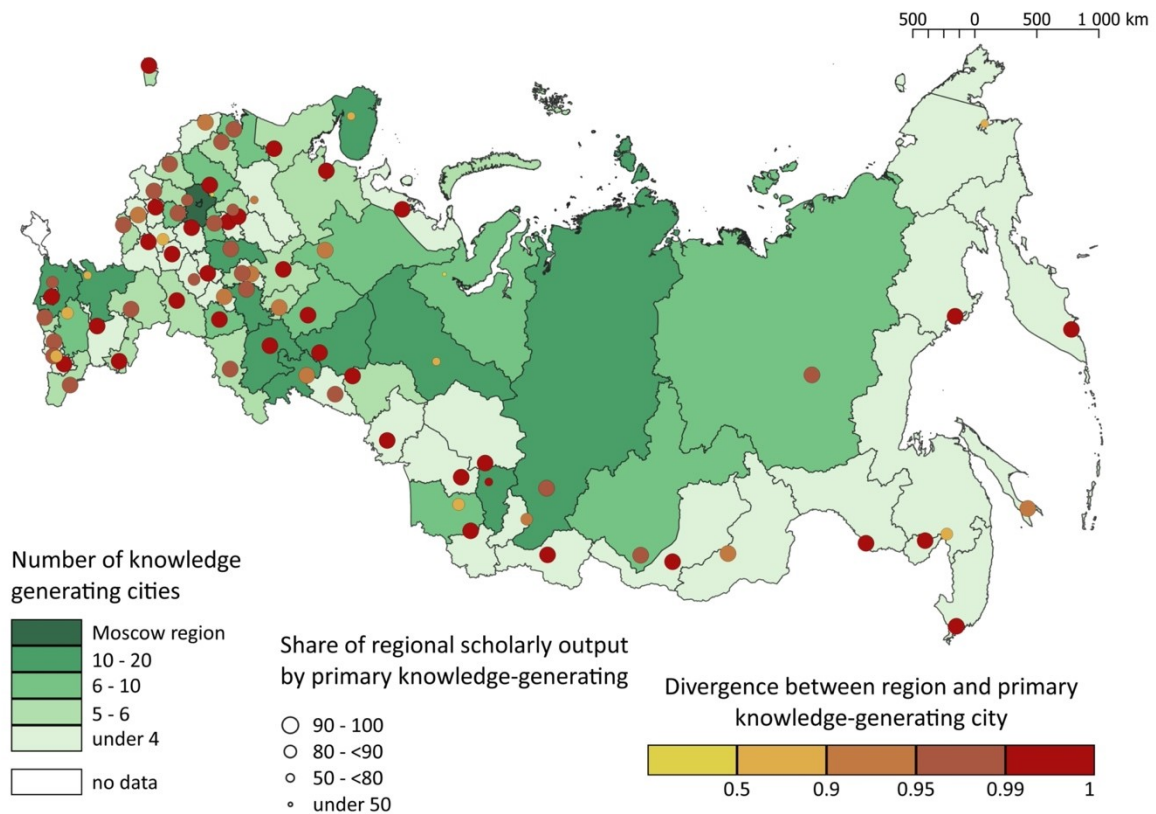 500 0 500 1 000 km
Number of knowledge
generating cities
Moscow region
10 - 20
6 - 10
5 - 6
under 4
no data
Share of regional scholarly output
by primary knowledge-generating
90 - 100
80 - <90
50 - <80
under 50
Divergence between region and primary
knowledge-generating city
0.5 0.9 0.95 0.99 1